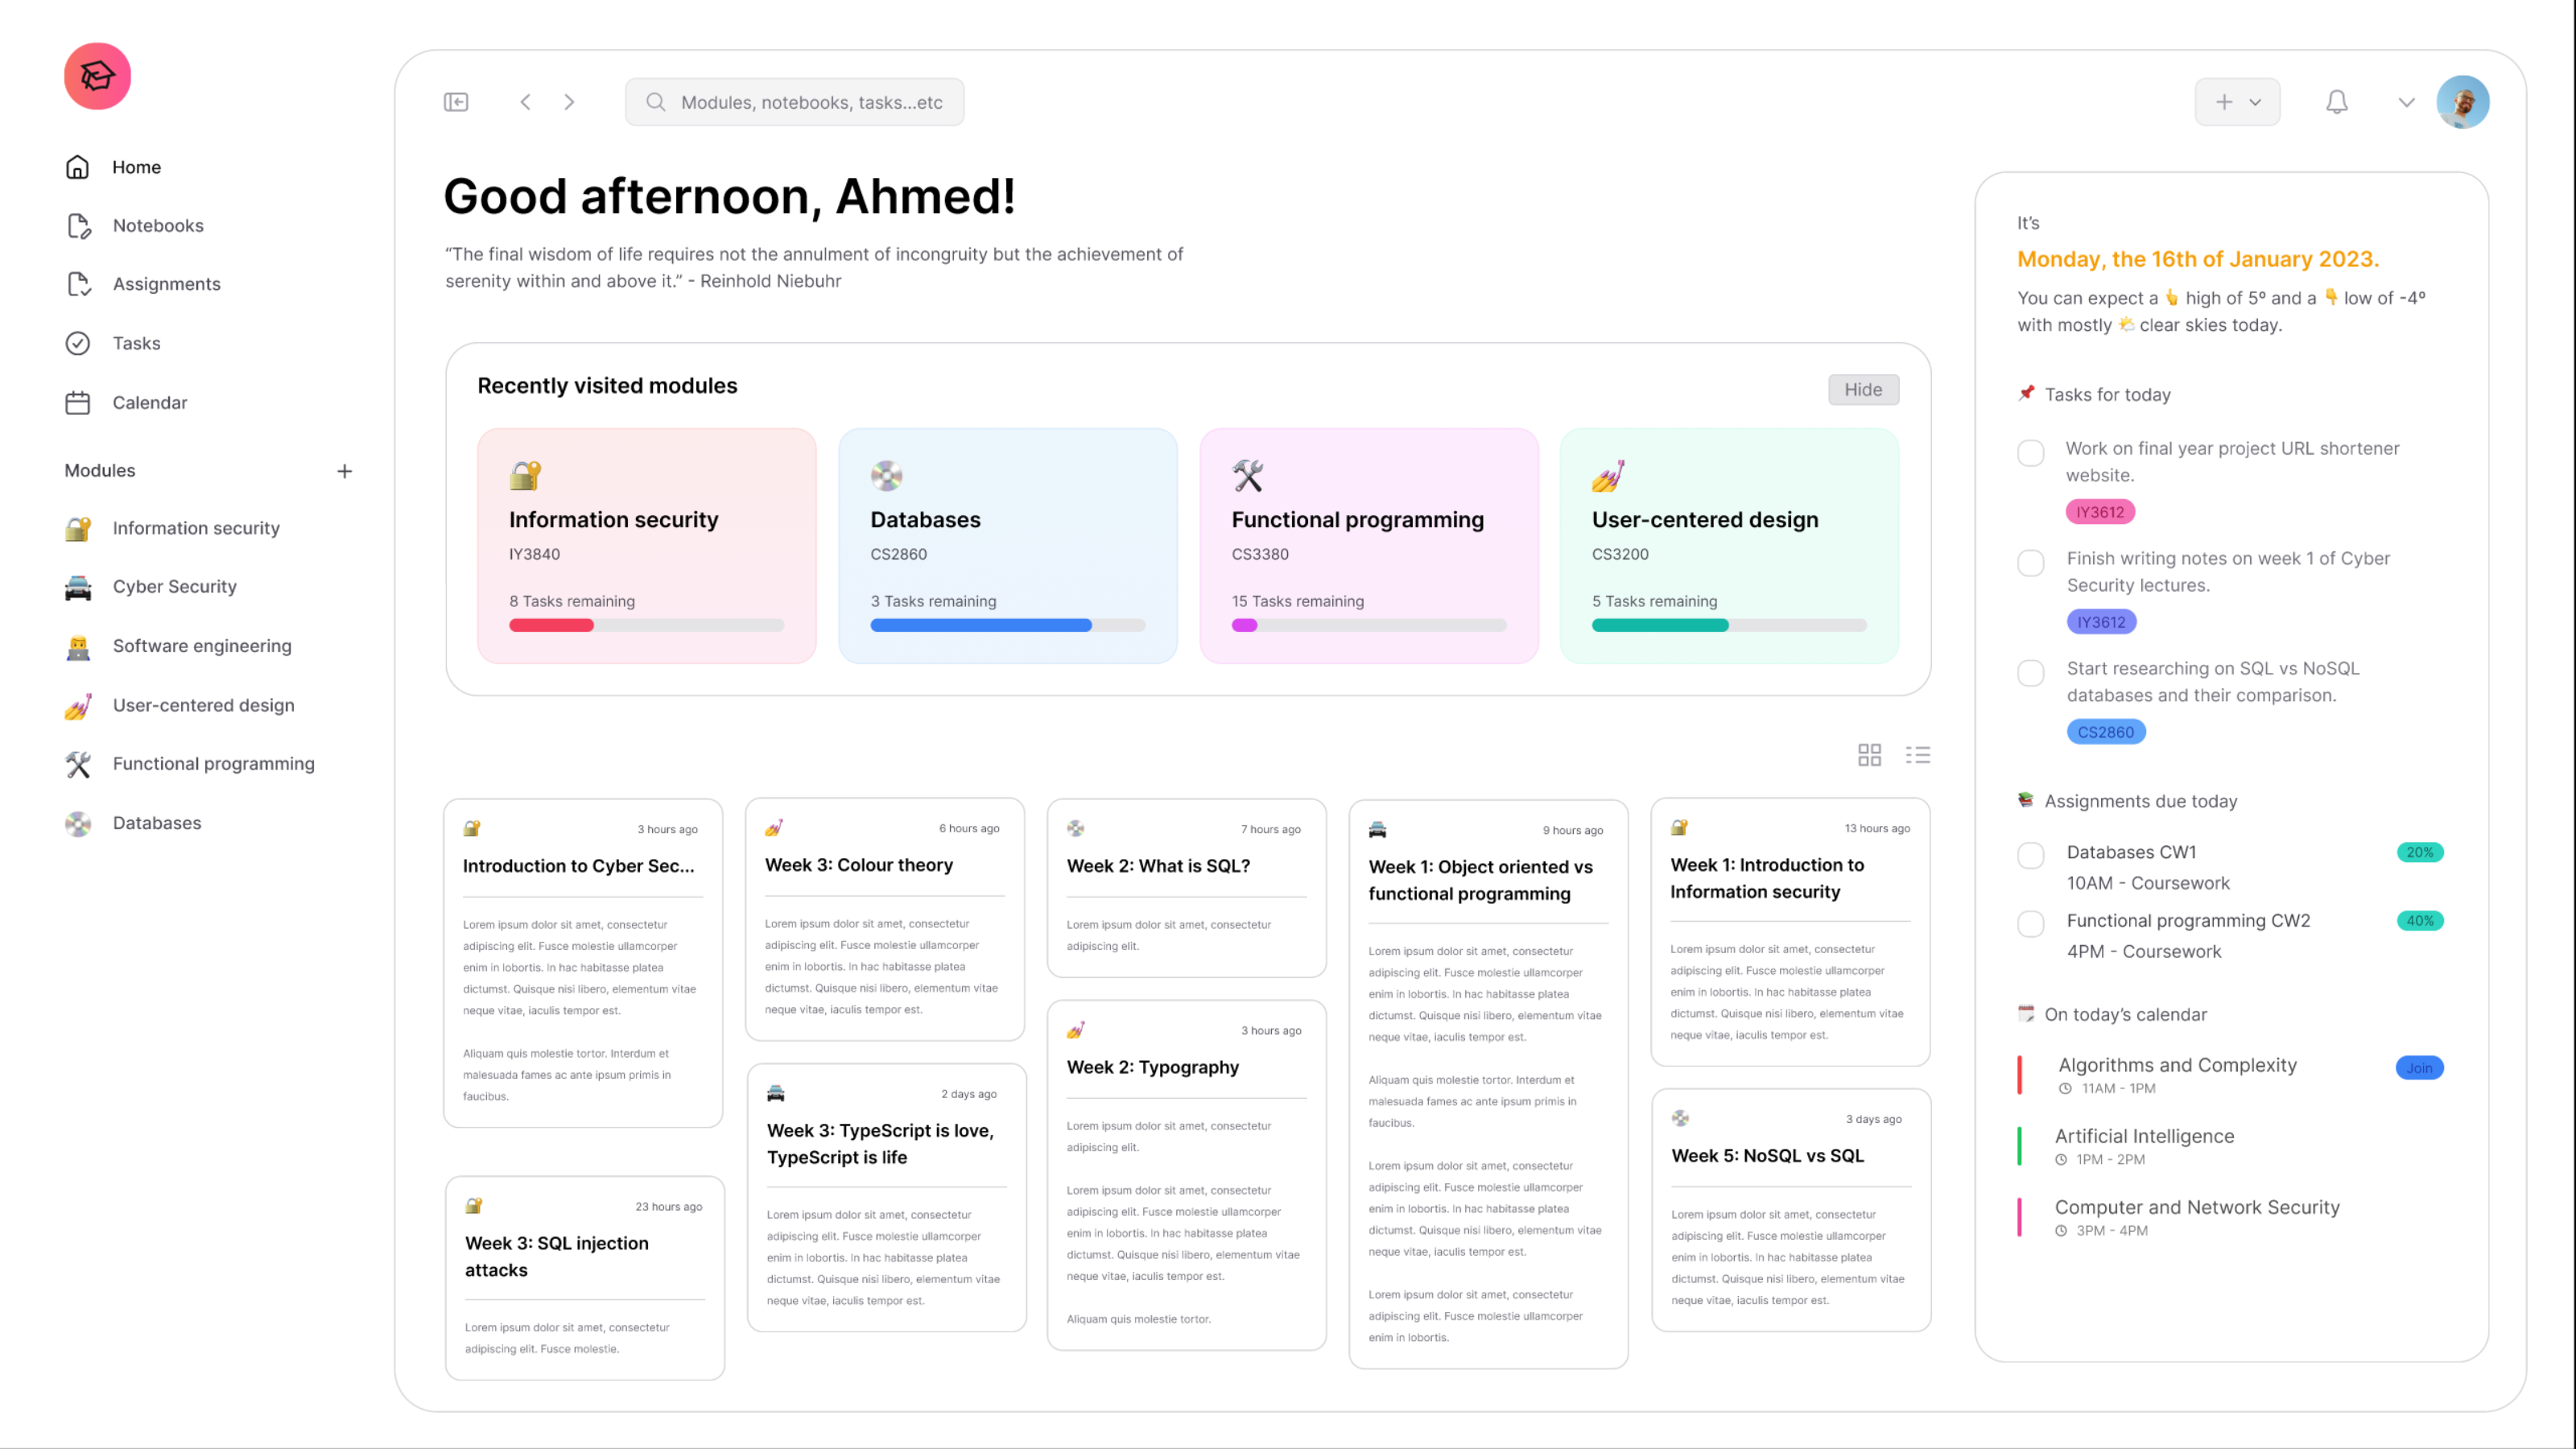 Home
Notebooks
Assignments
Tasks
Calendar
Modules
Information security
Cyber Security
Software engineering
User-centered design
Functional programming
Databases
Modules, notebooks, tasks...etc
Good afternoon, Ahmed!
“The final wisdom of life requires not the annulment of incongruity but the achievement of
serenity within and above it.” - Reinhold Niebuhr
Recently visited modules
Hide
Information security
IY3840
8 Tasks remaining
Databases
CS2860
3 Tasks remaining
Functional programming
CS3380
15 Tasks remaining
User-centered design
CS3200
5 Tasks remaining
3 hours ago
Introduction to Cyber Sec...
Lorem ipsum dolor sit amet, consectetur
adipiscing elit. Fusce molestie ullamcorper
enim in lobortis. In hac habitasse platea
dictumst. Quisque nisi libero, elementum vitae
neque vitae, iaculis tempor est.
Aliquam quis molestie tortor. Interdum et
malesuada fames ac ante ipsum primis in
faucibus.
23 hours ago
Week 3: SQL injection
attacks
Lorem ipsum dolor sit amet, consectetur
adipiscing elit. Fusce molestie.
6 hours ago
Week 3: Colour theory
Lorem ipsum dolor sit amet, consectetur
adipiscing elit. Fusce molestie ullamcorper
enim in lobortis. In hac habitasse platea
dictumst. Quisque nisi libero, elementum vitae
neque vitae, iaculis tempor est.
2 days ago
Week 3: TypeScript is love,
TypeScript is life
Lorem ipsum dolor sit amet, consectetur
adipiscing elit. Fusce molestie ullamcorper
enim in lobortis. In hac habitasse platea
dictumst. Quisque nisi libero, elementum vitae
neque vitae, iaculis tempor est.
7 hours ago
Week 2: What is SQL?
Lorem ipsum dolor sit amet, consectetur
adipiscing elit.
3 hours ago
Week 2: Typography
Lorem ipsum dolor sit amet, consectetur
adipiscing elit.
Lorem ipsum dolor sit amet, consectetur
adipiscing elit. Fusce molestie ullamcorper
enim in lobortis. In hac habitasse platea
dictumst. Quisque nisi libero, elementum vitae
neque vitae, iaculis tempor est.
Aliquam quis molestie tortor.
9 hours ago
Week 1: Object oriented vs
functional programming
Lorem ipsum dolor sit amet, consectetur
adipiscing elit. Fusce molestie ullamcorper
enim in lobortis. In hac habitasse platea
dictumst. Quisque nisi libero, elementum vitae
neque vitae, iaculis tempor est.
Aliquam quis molestie tortor. Interdum et
malesuada fames ac ante ipsum primis in
faucibus.
Lorem ipsum dolor sit amet, consectetur
adipiscing elit. Fusce molestie ullamcorper
enim in lobortis. In hac habitasse platea
dictumst. Quisque nisi libero, elementum vitae
neque vitae, iaculis tempor est.
Lorem ipsum dolor sit amet, consectetur
adipiscing elit. Fusce molestie ullamcorper
enim in lobortis.
13 hours ago
Week 1: Introduction to
Information security
Lorem ipsum dolor sit amet, consectetur
adipiscing elit. Fusce molestie ullamcorper
enim in lobortis. In hac habitasse platea
dictumst. Quisque nisi libero, elementum vitae
neque vitae, iaculis tempor est.
3 days ago
Week 5: NoSQL vs SQL
Lorem ipsum dolor sit amet, consectetur
adipiscing elit. Fusce molestie ullamcorper
enim in lobortis. In hac habitasse platea
dictumst. Quisque nisi libero, elementum vitae
neque vitae, iaculis tempor est.
It’s
Monday, the 16th of January 2023.
You can expect a 👆 high of 5º and a 👇 low of -4º
with mostly 🌤️ clear skies today.
Tasks for today
Work on final year project URL shortener
website.
IY3612
Finish writing notes on week 1 of Cyber
Security lectures.
IY3612
Start researching on SQL vs NoSQL
databases and their comparison.
CS2860
Assignments due today
Databases CW1 20%
10AM - Coursework
Functional programming CW2 40%
4PM - Coursework
On today’s calendar
Algorithms and Complexity Join
11AM - 1PM
Artificial Intelligence
1PM - 2PM
Computer and Network Security
3PM - 4PM